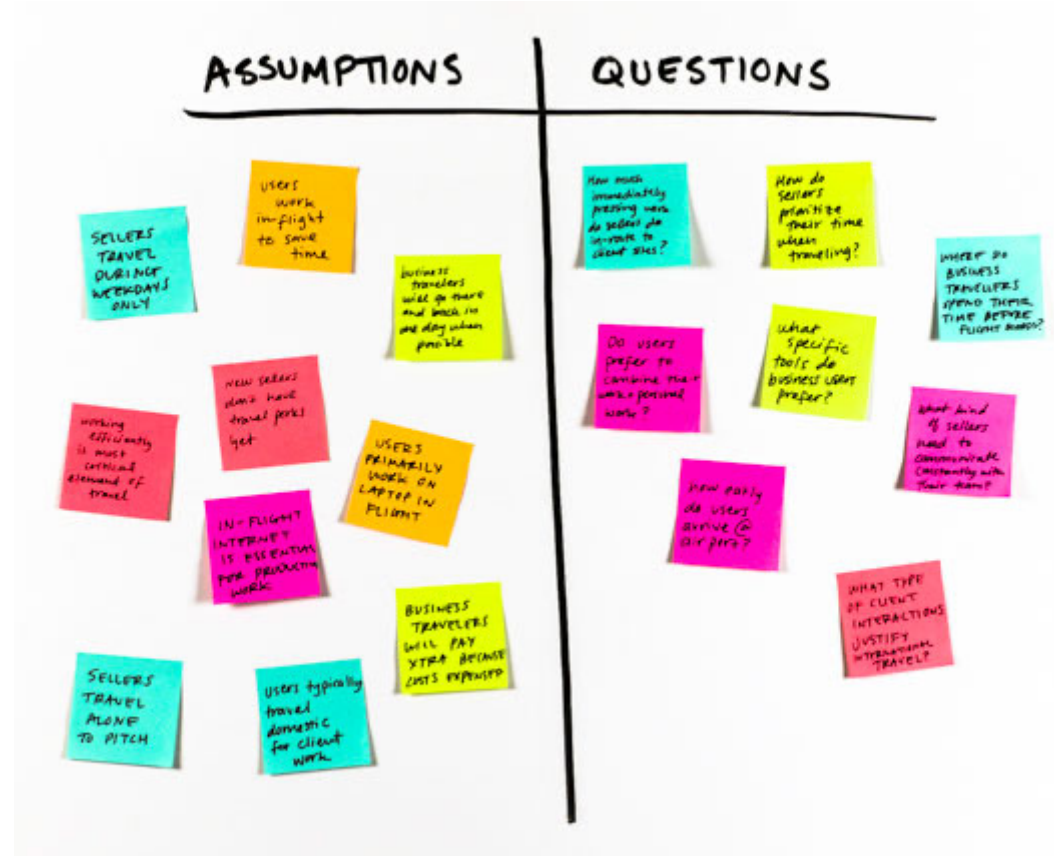 ASSUMPTIONS
QUESTIONS
USERS
WORK
in-flight
to save
time
SELLERS
TRAVEL
DURING
WEEKDAYS
ONLY
business
travelers
will go there
and back in
one day when
possible
new sellers
don't have
travel perks
yet
working
efficiently
is most
critical
element of
travel
USERS
PRIMARILY
WORK ON
LAPTOP IN
FLIGHT
IN-FLIGHT
INTERNET
IS ESSENTIAL
FOR PRODUCTIVE
WORK
BUSINESS
TRAVELERS
WILL PAY
XTRA BECAUSE
COSTS EXPENSED
SELLERS
TRAVEL
ALONE
TO PITCH
Users typically
travel
domestic
for client
work
How much
immediately
pressing work
do sellers do
in-route to
client sites?
How do
sellers
prioritize
their time
when
traveling?
WHERE DO
BUSINESS
TRAVELLERS
SPEND THEIR
TIME BEFORE
FLIGHT BOARDS?
Do users
prefer to
combine their
work + personal
work?
what
specific
tools do
business users
prefer?
What kind
of sellers
need to
communicate
constantly with
their team?
how early
do users
arrive @
airport?
WHAT TYPE
OF CLIENT
INTERACTIONS
JUSTIFY
INTERNATIONAL
TRAVEL?